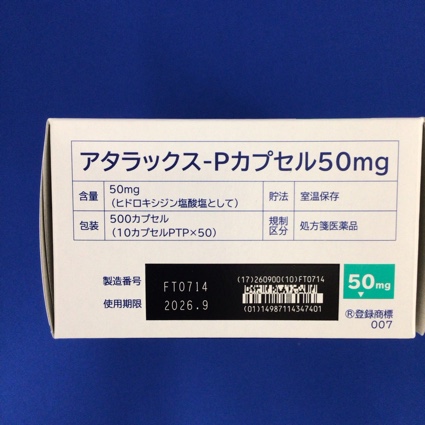 アタラックス-Pカプセル50mg
含量 50mg
(ヒドロキシジン塩酸塩として)
貯法 室温保存
包装 500カプセル
(10カプセルPTP×50)
規制
区分 処方箋医薬品
製造番号 FT0714
使用期限 2026.9
(17)260900(10)FT0714
(01)14987114347401
50mg
®登録商標
007